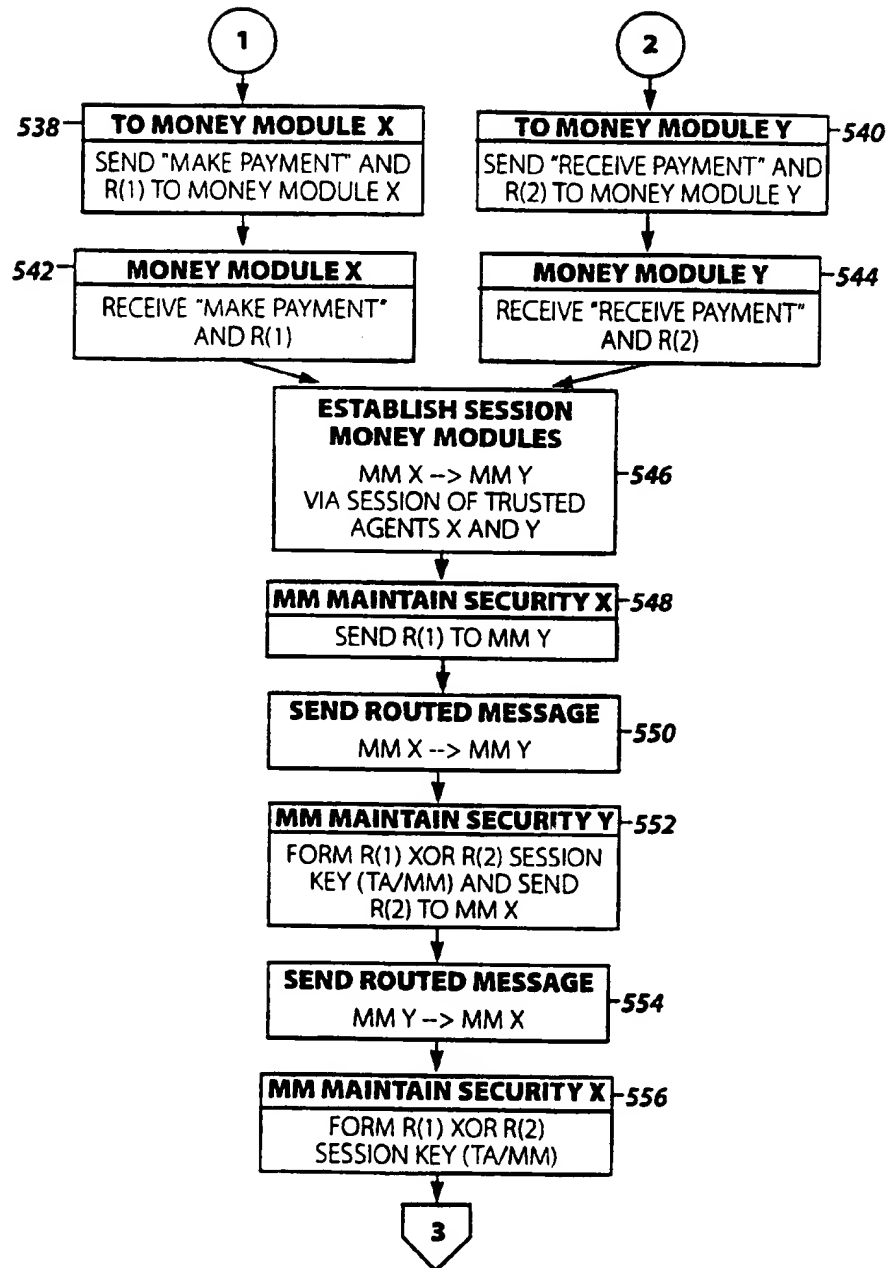 1
2
538
TO MONEY MODULE X
SEND "MAKE PAYMENT" AND
R(1) TO MONEY MODULE X
TO MONEY MODULE Y
540
SEND "RECEIVE PAYMENT" AND
R(2) TO MONEY MODULE Y
542
MONEY MODULE X
RECEIVE "MAKE PAYMENT"
AND R(1)
MONEY MODULE Y
544
RECEIVE "RECEIVE PAYMENT"
AND R(2)
ESTABLISH SESSION
MONEY MODULES
MM X --> MM Y
VIA SESSION OF TRUSTED
AGENTS X AND Y
546
MM MAINTAIN SECURITY X
548
SEND R(1) TO MM Y
SEND ROUTED MESSAGE
MM X --> MM Y
550
MM MAINTAIN SECURITY Y
552
FORM R(1) XOR R(2) SESSION
KEY (TA/MM) AND SEND
R(2) TO MM X
SEND ROUTED MESSAGE
MM Y --> MM X
554
MM MAINTAIN SECURITY X
556
FORM R(1) XOR R(2)
SESSION KEY (TA/MM)
3